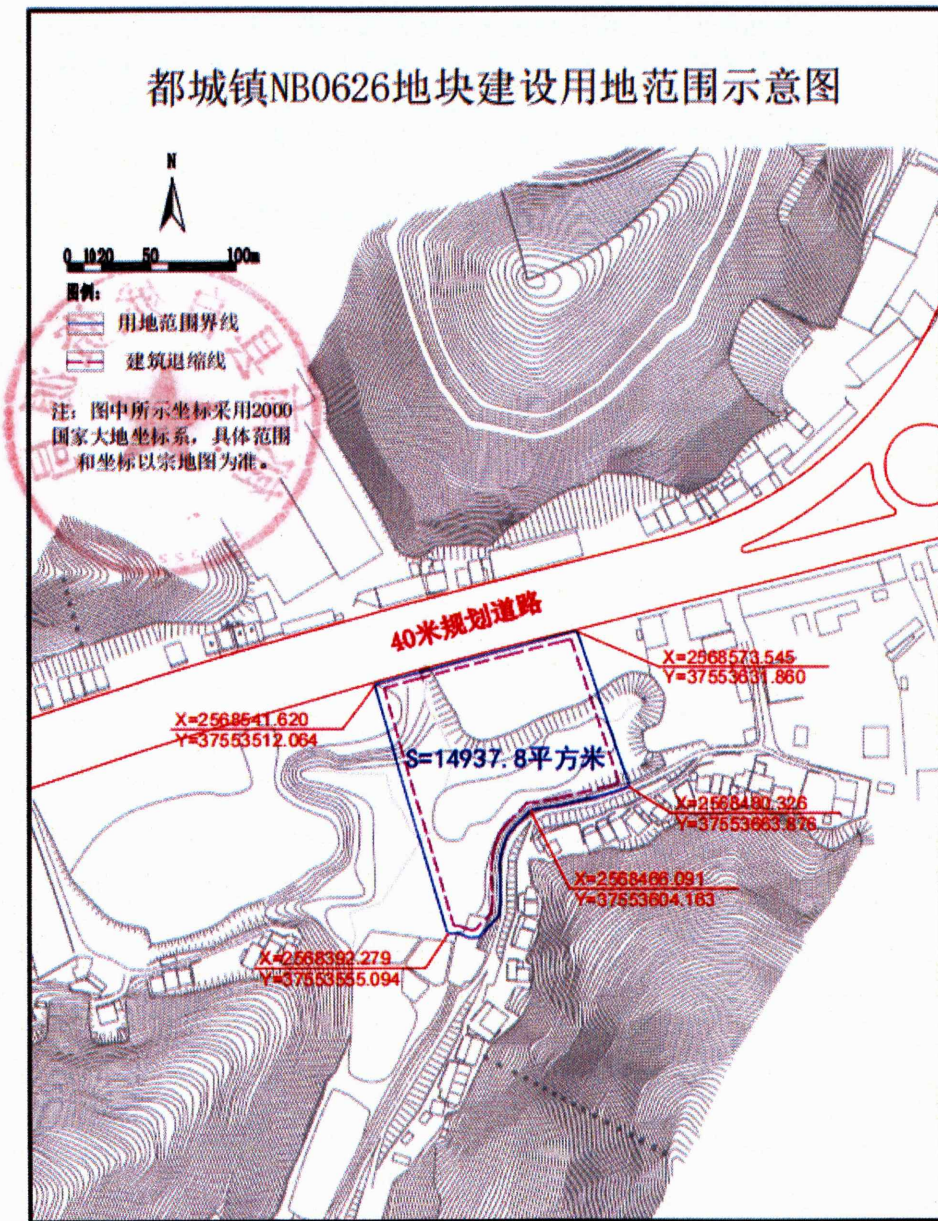 都城镇NB0626地块建设用地范围示意图
N
0 10 20 50 100m
图例:
用地范围界线
建筑退缩线
注：图中所示坐标采用2000
国家大地坐标系，具体范围
和坐标以宗地图为准。
40米规划道路
X=2568573.545
Y=37553631.860
X=2568541.620
Y=37553512.064
S=14937.8平方米
X=2568480.326
Y=37553663.876
X=2568466.091
Y=37553604.163
X=2568392.279
Y=37553555.094